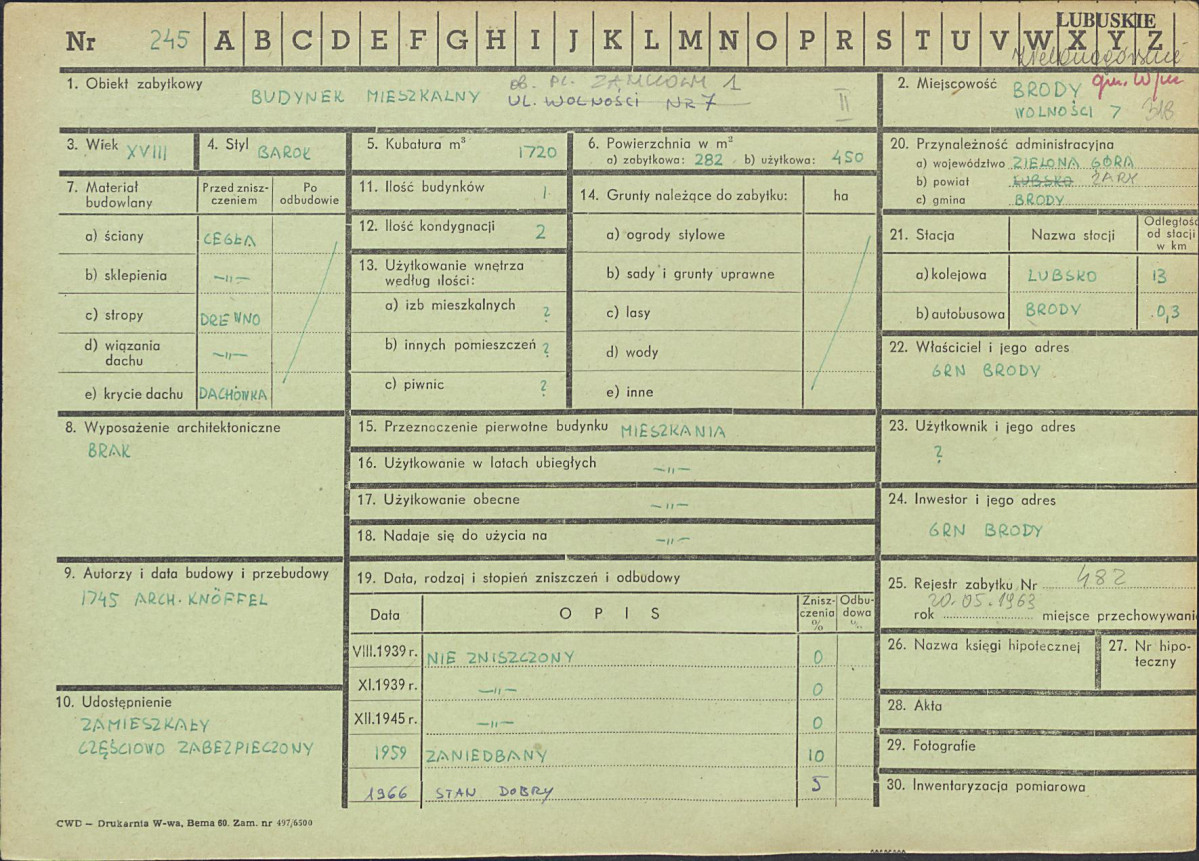 LUBUSKIE
Nr 245 A B C D E F G H I J K L M N O P R S T U V W X Y Z
1. Obiekt zabytkowy
ob. PL. ZAMKOWY 1
BUDYNEK MIESZKALNY UL. WOLNOŚCI NR 7
II
2. Miejscowość BRODY
WOLNOŚCI 7
3. Wiek XVIII
4. Styl BAROK
5. Kubatura m³
1720
6. Powierzchnia w m²
a) zabytkowa: 282 b) użytkowa: 450
20. Przynależność administracyjna
a) województwo ZIELONA GÓRA
b) powiat LUBSKO ŻARY
c) gmina BRODY
7. Materiał budowlany
Przed zniszczeniem
Po odbudowie
a) ściany CEGŁA
b) sklepienia —„—
c) stropy DREWNO
d) wiązania dachu —„—
e) krycie dachu DACHÓWKA
11. Ilość budynków 1
12. Ilość kondygnacji 2
13. Użytkowanie wnętrza
według ilości:
a) izb mieszkalnych ?
b) innych pomieszczeń ?
c) piwnic ?
14. Grunty należące do zabytku: ha
a) ogrody stylowe
b) sady i grunty uprawne
c) lasy
d) wody
e) inne
21. Stacja Nazwa stacji
Odległość
od stacji
w km
a) kolejowa LUBSKO 13
b) autobusowa BRODY 0,3
22. Właściciel i jego adres
GRN BRODY
8. Wyposażenie architektoniczne
BRAK
15. Przeznaczenie pierwotne budynku MIESZKANIA
16. Użytkowanie w latach ubiegłych —„—
17. Użytkowanie obecne —„—
18. Nadaje się do użycia na —„—
23. Użytkownik i jego adres
?
24. Inwestor i jego adres
GRN BRODY
9. Autorzy i data budowy i przebudowy
1745 ARCH. KNÖFFEL
19. Data, rodzaj i stopień zniszczeń i odbudowy
Data OPIS
Zniszczenia %
Odbudowa %
VIII.1939 r. NIE ZNISZCZONY 0
XI.1939 r. —„— 0
XII.1945 r. —„— 0
1959 ZANIEDBANY 10
1966 STAN DOBRY 5
25. Rejestr zabytku Nr 482
20.05.1963
rok miejsce przechowywani
26. Nazwa księgi hipotecznej
27. Nr hipo-
teczny
10. Udostępnienie
ZAMIESZKAŁY
CZĘŚCIOWO ZABEZPIECZONY
28. Akta
29. Fotografie
30. Inwentaryzacja pomiarowa
CWD — Drukarnia W-wa, Bema 60. Zam. nr 497/6500